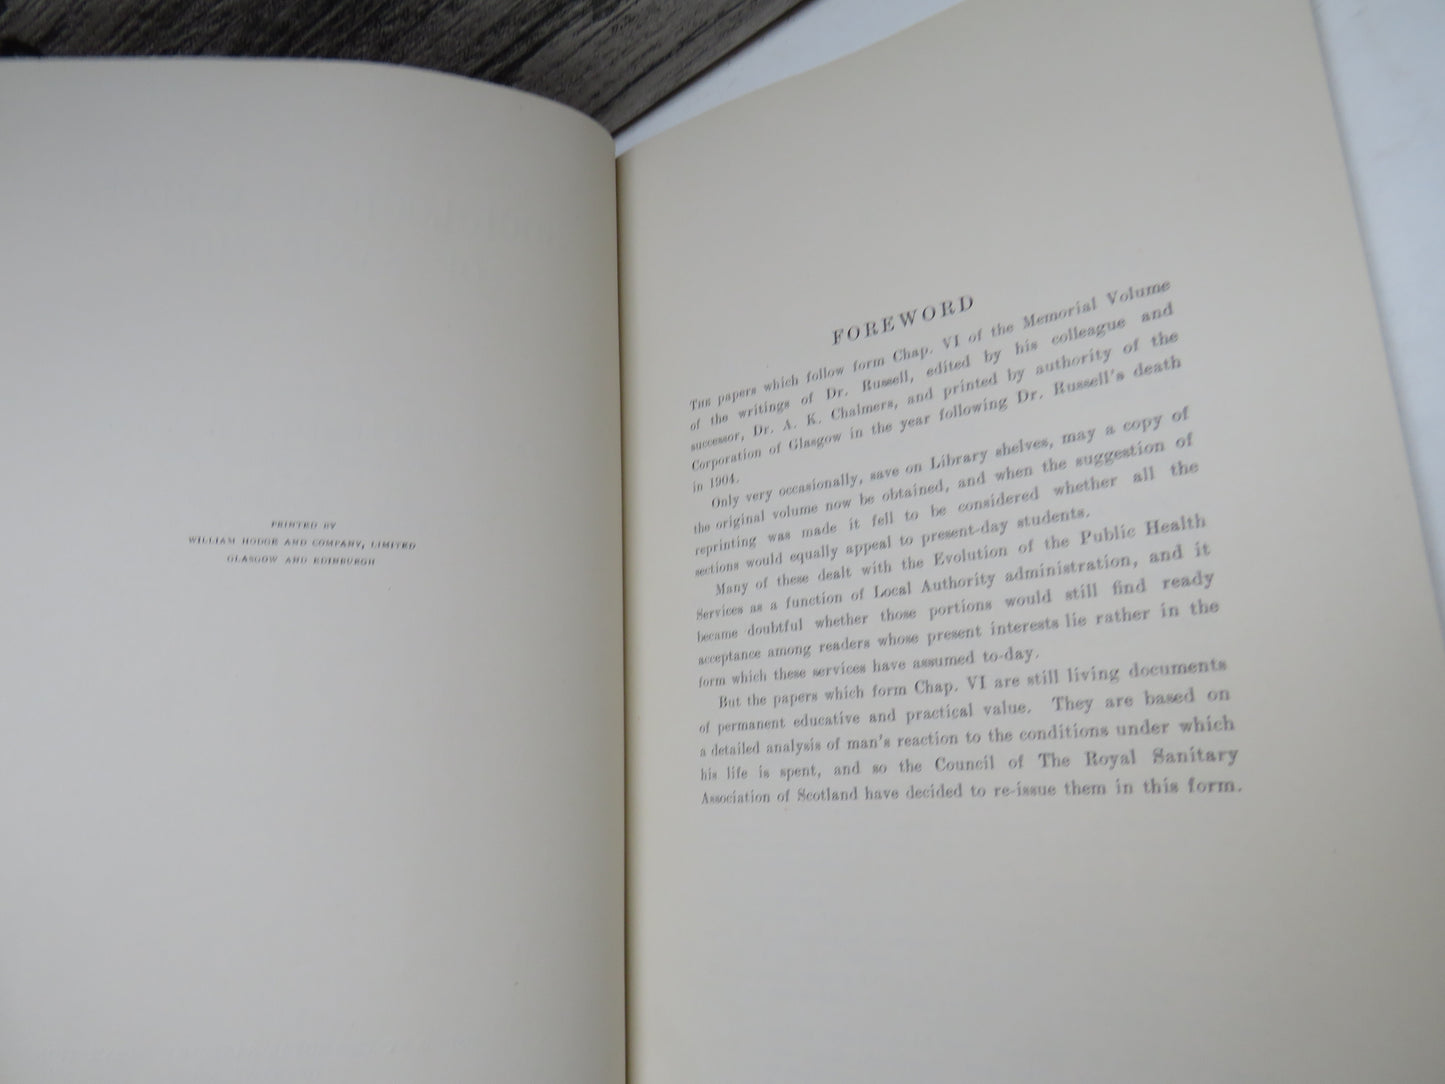 PRINTED BY
WILLIAM HODGE AND COMPANY, LIMITED
GLASGOW AND EDINBURGH
FOREWORD
THE papers which follow form Chap. VI of the Memorial Volume
of the writings of Dr. Russell, edited by his colleague and
successor, Dr. A. K. Chalmers, and printed by authority of the
Corporation of Glasgow in the year following Dr. Russell's death
in 1904.
Only very occasionally, save on Library shelves, may a copy of
the original volume now be obtained, and when the suggestion of
reprinting was made it fell to be considered whether all the
sections would equally appeal to present-day students.
Many of these dealt with the Evolution of the Public Health
Services as a function of Local Authority administration, and it
became doubtful whether those portions would still find ready
acceptance among readers whose present interests lie rather in the
form which these services have assumed to-day.
But the papers which form Chap. VI are still living documents
of permanent educative and practical value. They are based on
a detailed analysis of man's reaction to the conditions under which
his life is spent, and so the Council of The Royal Sanitary
Association of Scotland have decided to re-issue them in this form.